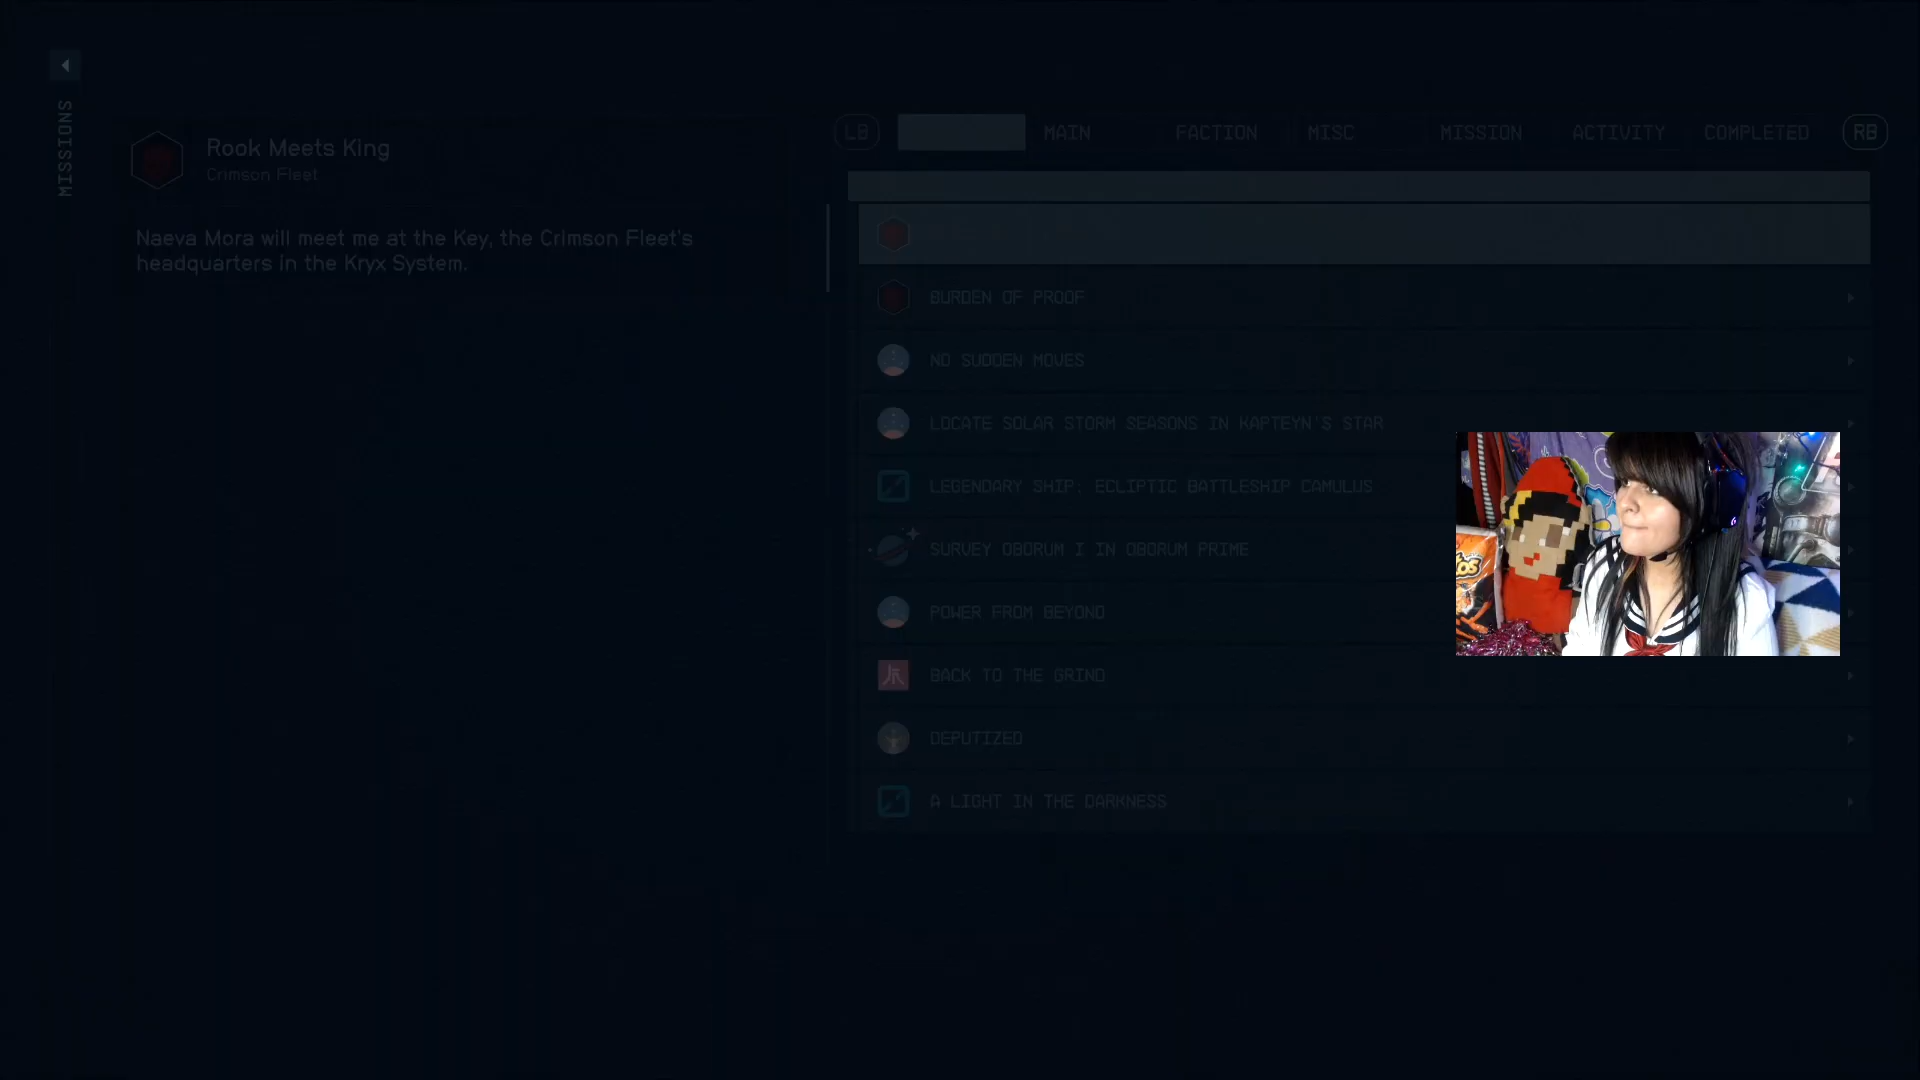 MISSIONS
Rook Meets King
Crimson Fleet
Naeva Mora will meet me at the Key, the Crimson Fleet's
headquarters in the Kryx System.
LB
MAIN
FACTION
MISC
MISSION
ACTIVITY
COMPLETED
RB
BURDEN OF PROOF
NO SUDDEN MOVES
LOCATE SOLAR STORM SEASONS IN KAPTEYN'S STAR
LEGENDARY SHIP: ECLIPTIC BATTLESHIP CAMULUS
SURVEY OBORUM I IN OBORUM PRIME
POWER FROM BEYOND
BACK TO THE GRIND
DEPUTIZED
A LIGHT IN THE DARKNESS